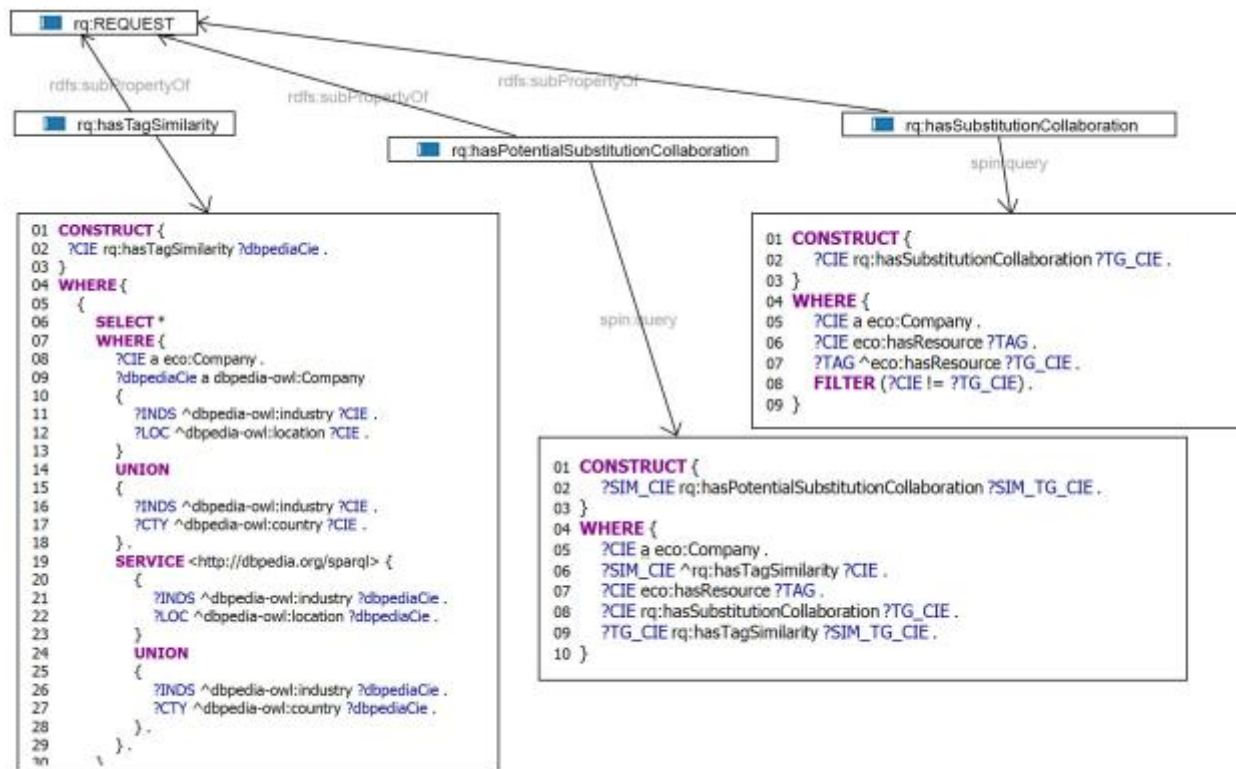 rq:REQUEST
rdfs:subPropertyOf
rdfs:subPropertyOf
rdfs:subPropertyOf
rq:hasTagSimilarity
rq:hasPotentialSubstitutionCollaboration
rq:hasSubstitutionCollaboration
spin:query
spin:query
01 CONSTRUCT {
02 ?CIE rq:hasTagSimilarity ?dbpediaCie .
03 }
04 WHERE {
05 {
06 SELECT *
07 WHERE {
08 ?CIE a eco:Company .
09 ?dbpediaCie a dbpedia-owl:Company
10 {
11 ?INDS ^dbpedia-owl:industry ?CIE .
12 ?LOC ^dbpedia-owl:location ?CIE .
13 }
14 UNION
15 {
16 ?INDS ^dbpedia-owl:industry ?CIE .
17 ?CTY ^dbpedia-owl:country ?CIE .
18 } .
19 SERVICE <http://dbpedia.org/sparql> {
20 {
21 ?INDS ^dbpedia-owl:industry ?dbpediaCie .
22 ?LOC ^dbpedia-owl:location ?dbpediaCie .
23 }
24 UNION
25 {
26 ?INDS ^dbpedia-owl:industry ?dbpediaCie .
27 ?CTY ^dbpedia-owl:country ?dbpediaCie .
28 } .
29 } .
01 CONSTRUCT {
02 ?CIE rq:hasSubstitutionCollaboration ?TG_CIE .
03 }
04 WHERE {
05 ?CIE a eco:Company .
06 ?CIE eco:hasResource ?TAG .
07 ?TAG ^eco:hasResource ?TG_CIE .
08 FILTER (?CIE != ?TG_CIE) .
09 }
01 CONSTRUCT {
02 ?SIM_CIE rq:hasPotentialSubstitutionCollaboration ?SIM_TG_CIE .
03 }
04 WHERE {
05 ?CIE a eco:Company .
06 ?SIM_CIE ^rq:hasTagSimilarity ?CIE .
07 ?CIE eco:hasResource ?TAG .
08 ?CIE rq:hasSubstitutionCollaboration ?TG_CIE .
09 ?TG_CIE rq:hasTagSimilarity ?SIM_TG_CIE .
10 }